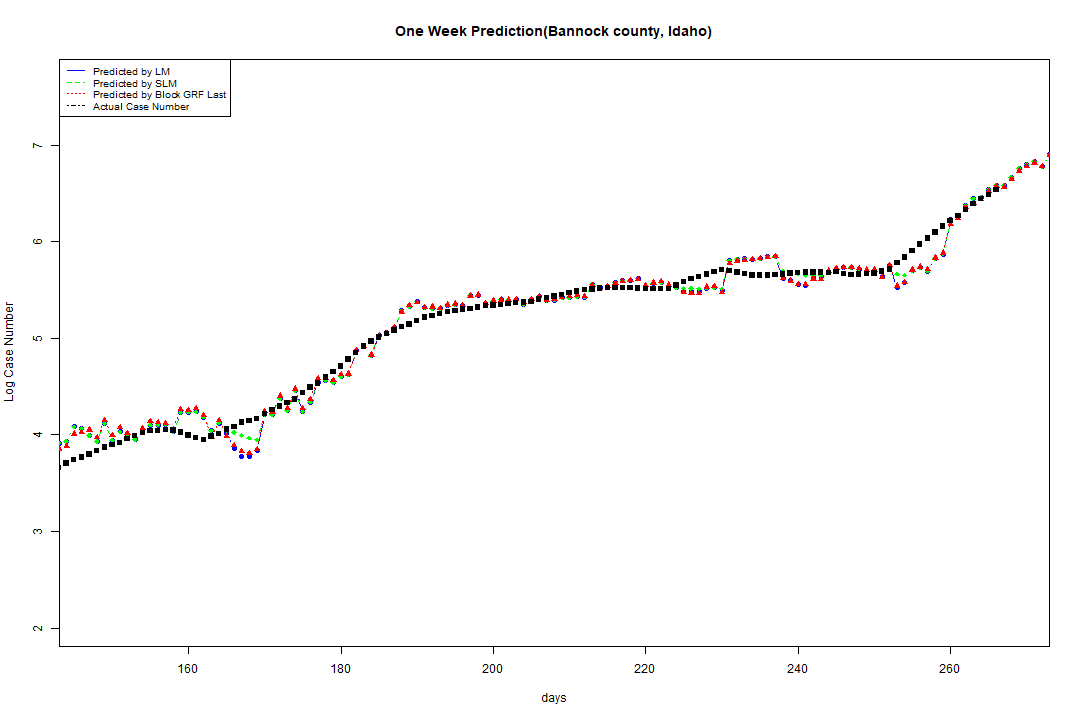 One Week Prediction(Bannock county, Idaho)
Predicted by LM
Predicted by SLM
Predicted by Block GRF Last
Actual Case Number
7
6
5
4
3
2
Log Case Number
160 180 200 220 240 260
days